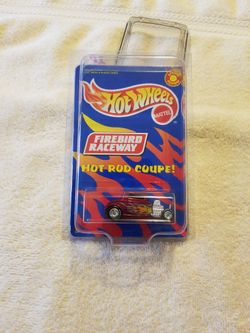 HOT WHEELS
MATTEL
FIREBIRD
RACEWAY
HOT ROD COUPE!